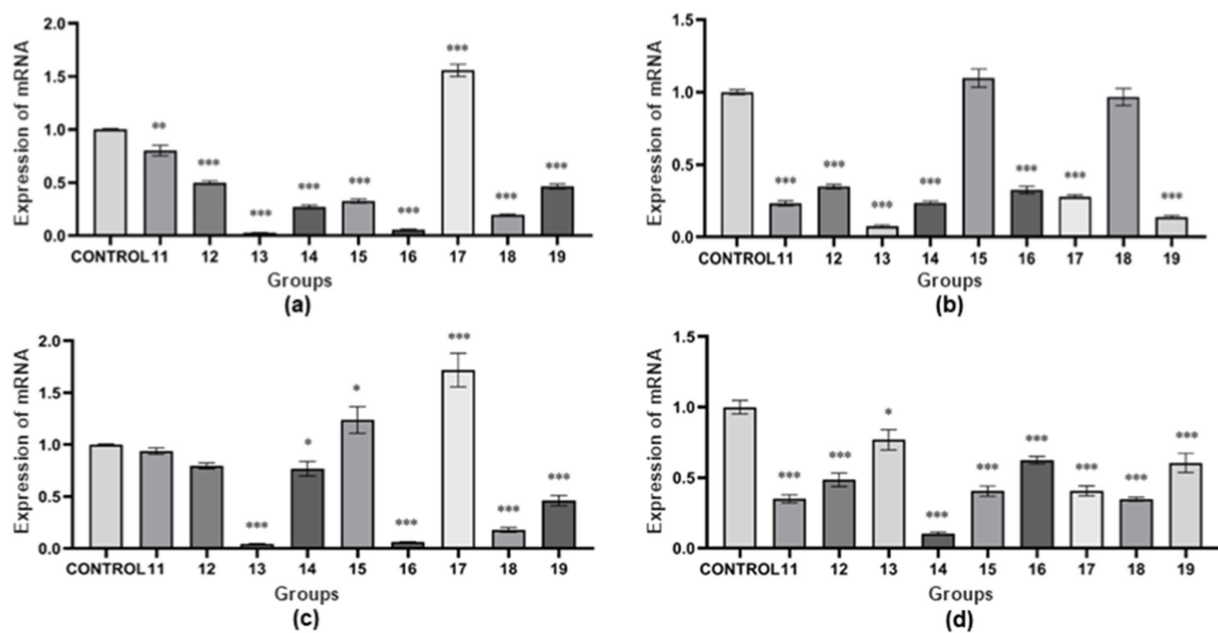 Expression of mRNA
2.0
1.5
1.0
0.5
0.0
** *** *** *** *** *** *** *** ***
CONTROL 11 12 13 14 15 16 17 18 19
Groups
(a)
Expression of mRNA
1.5
1.0
0.5
0.0
*** *** *** *** *** *** ***
CONTROL 11 12 13 14 15 16 17 18 19
Groups
(b)
Expression of mRNA
2.0
1.5
1.0
0.5
0.0
*** * * *** *** *** ***
CONTROL 11 12 13 14 15 16 17 18 19
Groups
(c)
Expression of mRNA
1.5
1.0
0.5
0.0
*** *** * *** *** *** *** *** ***
CONTROL 11 12 13 14 15 16 17 18 19
Groups
(d)